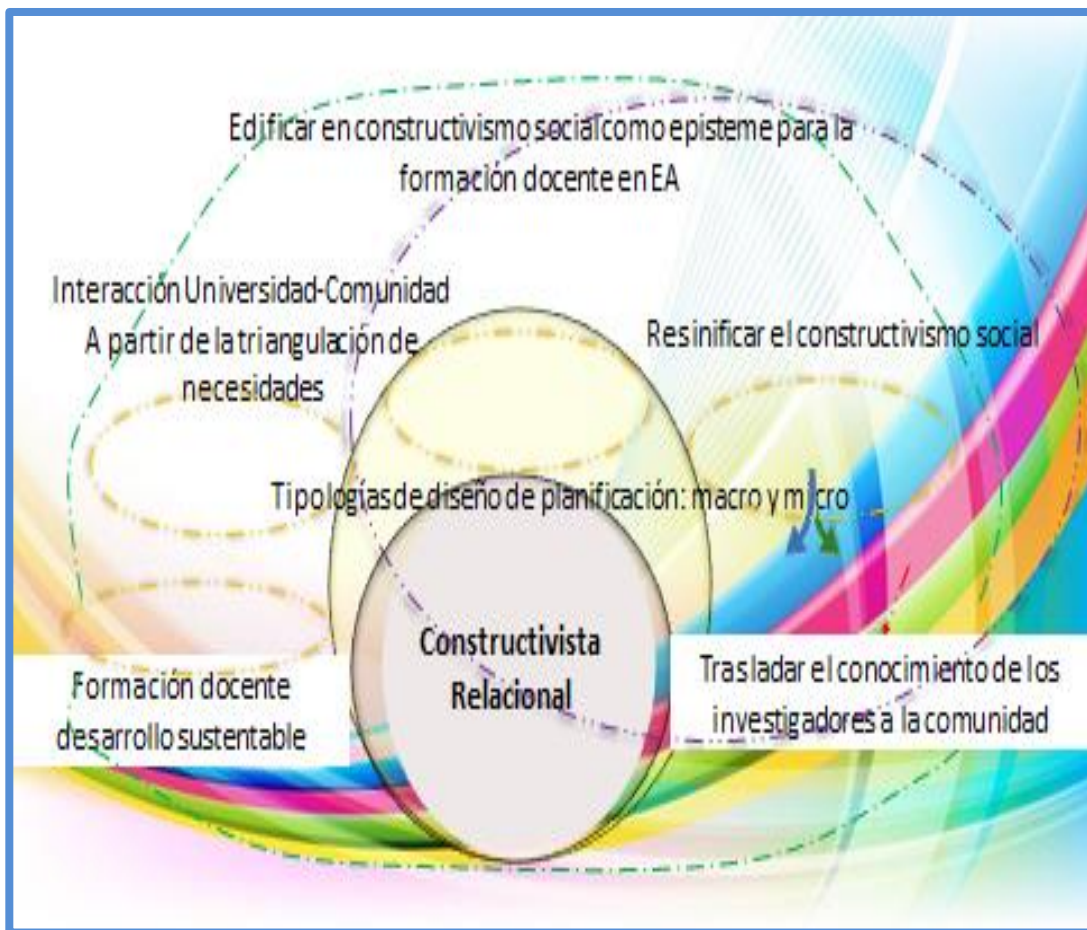 Edificar en constructivismo social como episteme para la
formación docente en EA
Interacción Universidad-Comunidad
A partir de la triangulación de
necesidades
Resinificar el constructivismo social
Tipologías de diseño de planificación: macro y micro
Constructivista
Relacional
Formación docente
desarrollo sustentable
Trasladar el conocimiento de los
investigadores a la comunidad